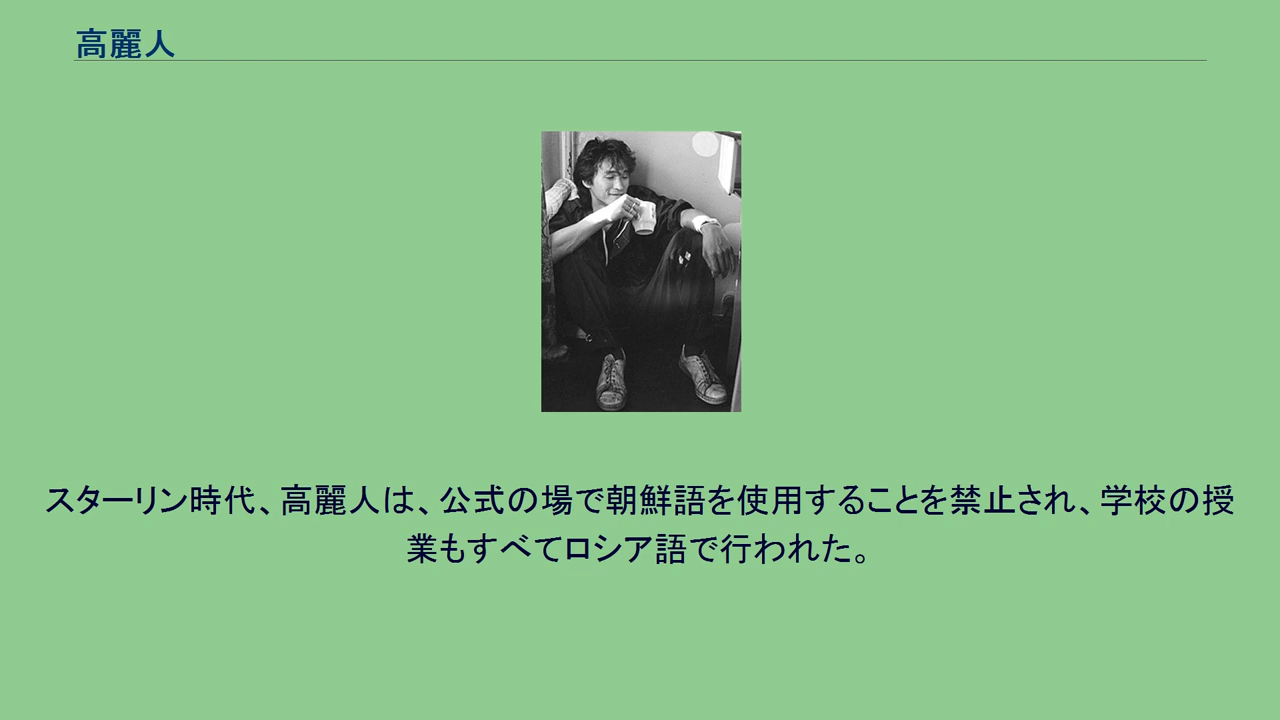 高麗人
スターリン時代、高麗人は、公式の場で朝鮮語を使用することを禁止され、学校の授
業もすべてロシア語で行われた。